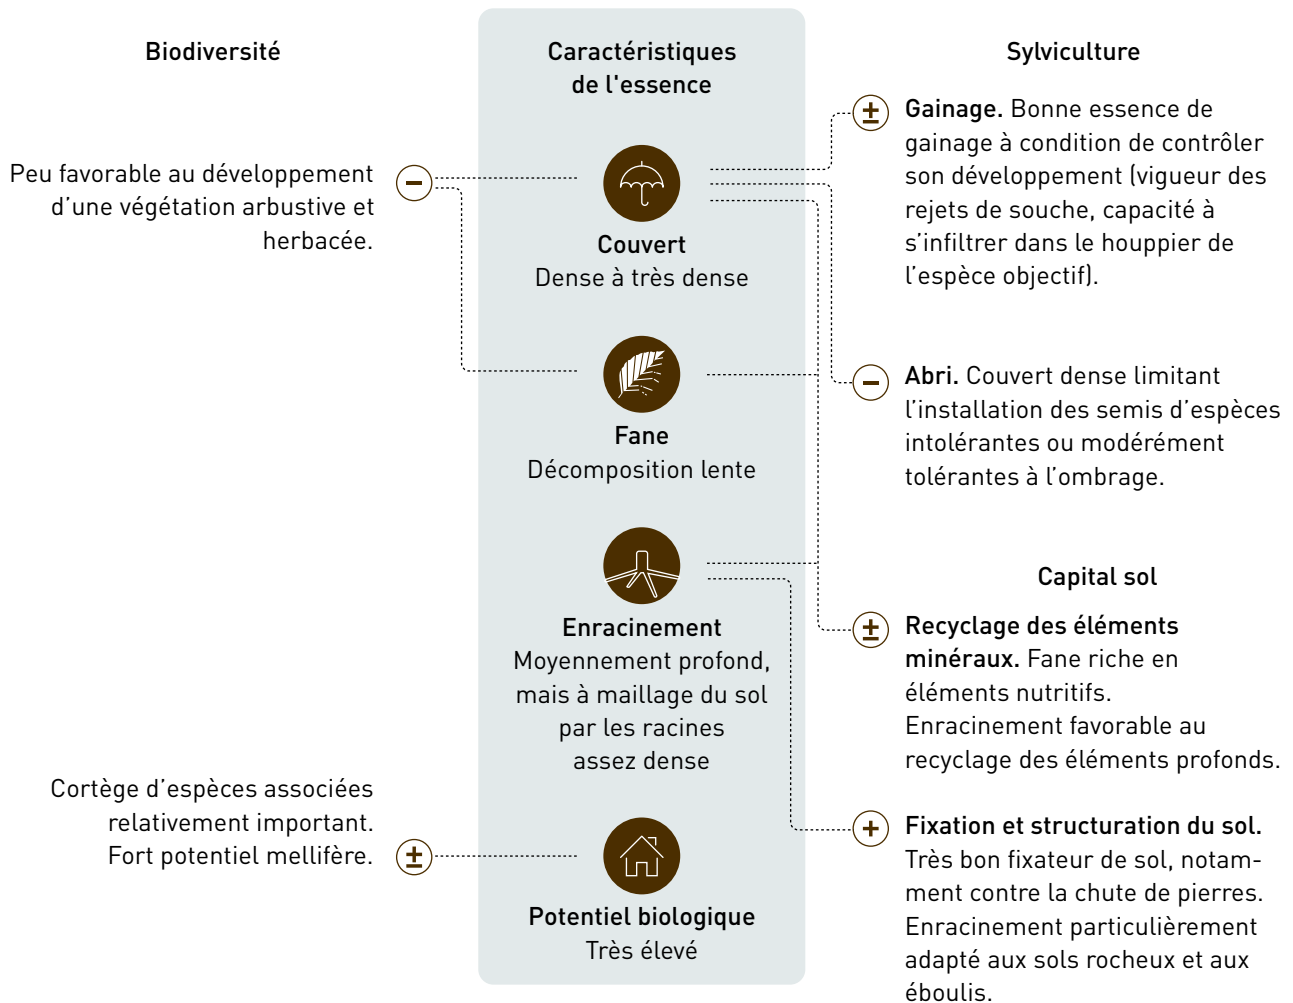 Biodiversité
Peu favorable au développement
d’une végétation arbustive et
herbacée.
−
Cortège d’espèces associées
relativement important.
Fort potentiel mellifère.
±
Caractéristiques
de l'essence
Couvert
Dense à très dense
Fane
Décomposition lente
Enracinement
Moyennement profond,
mais à maillage du sol
par les racines
assez dense
Potentiel biologique
Très élevé
Sylviculture
±
Gainage. Bonne essence de
gainage à condition de contrôler
son développement (vigueur des
rejets de souche, capacité à
s’infiltrer dans le houppier de
l’espèce objectif).
−
Abri. Couvert dense limitant
l’installation des semis d’espèces
intolérantes ou modérément
tolérantes à l’ombrage.
Capital sol
±
Recyclage des éléments
minéraux. Fane riche en
éléments nutritifs.
Enracinement favorable au
recyclage des éléments profonds.
+
Fixation et structuration du sol.
Très bon fixateur de sol, notam-
ment contre la chute de pierres.
Enracinement particulièrement
adapté aux sols rocheux et aux
éboulis.